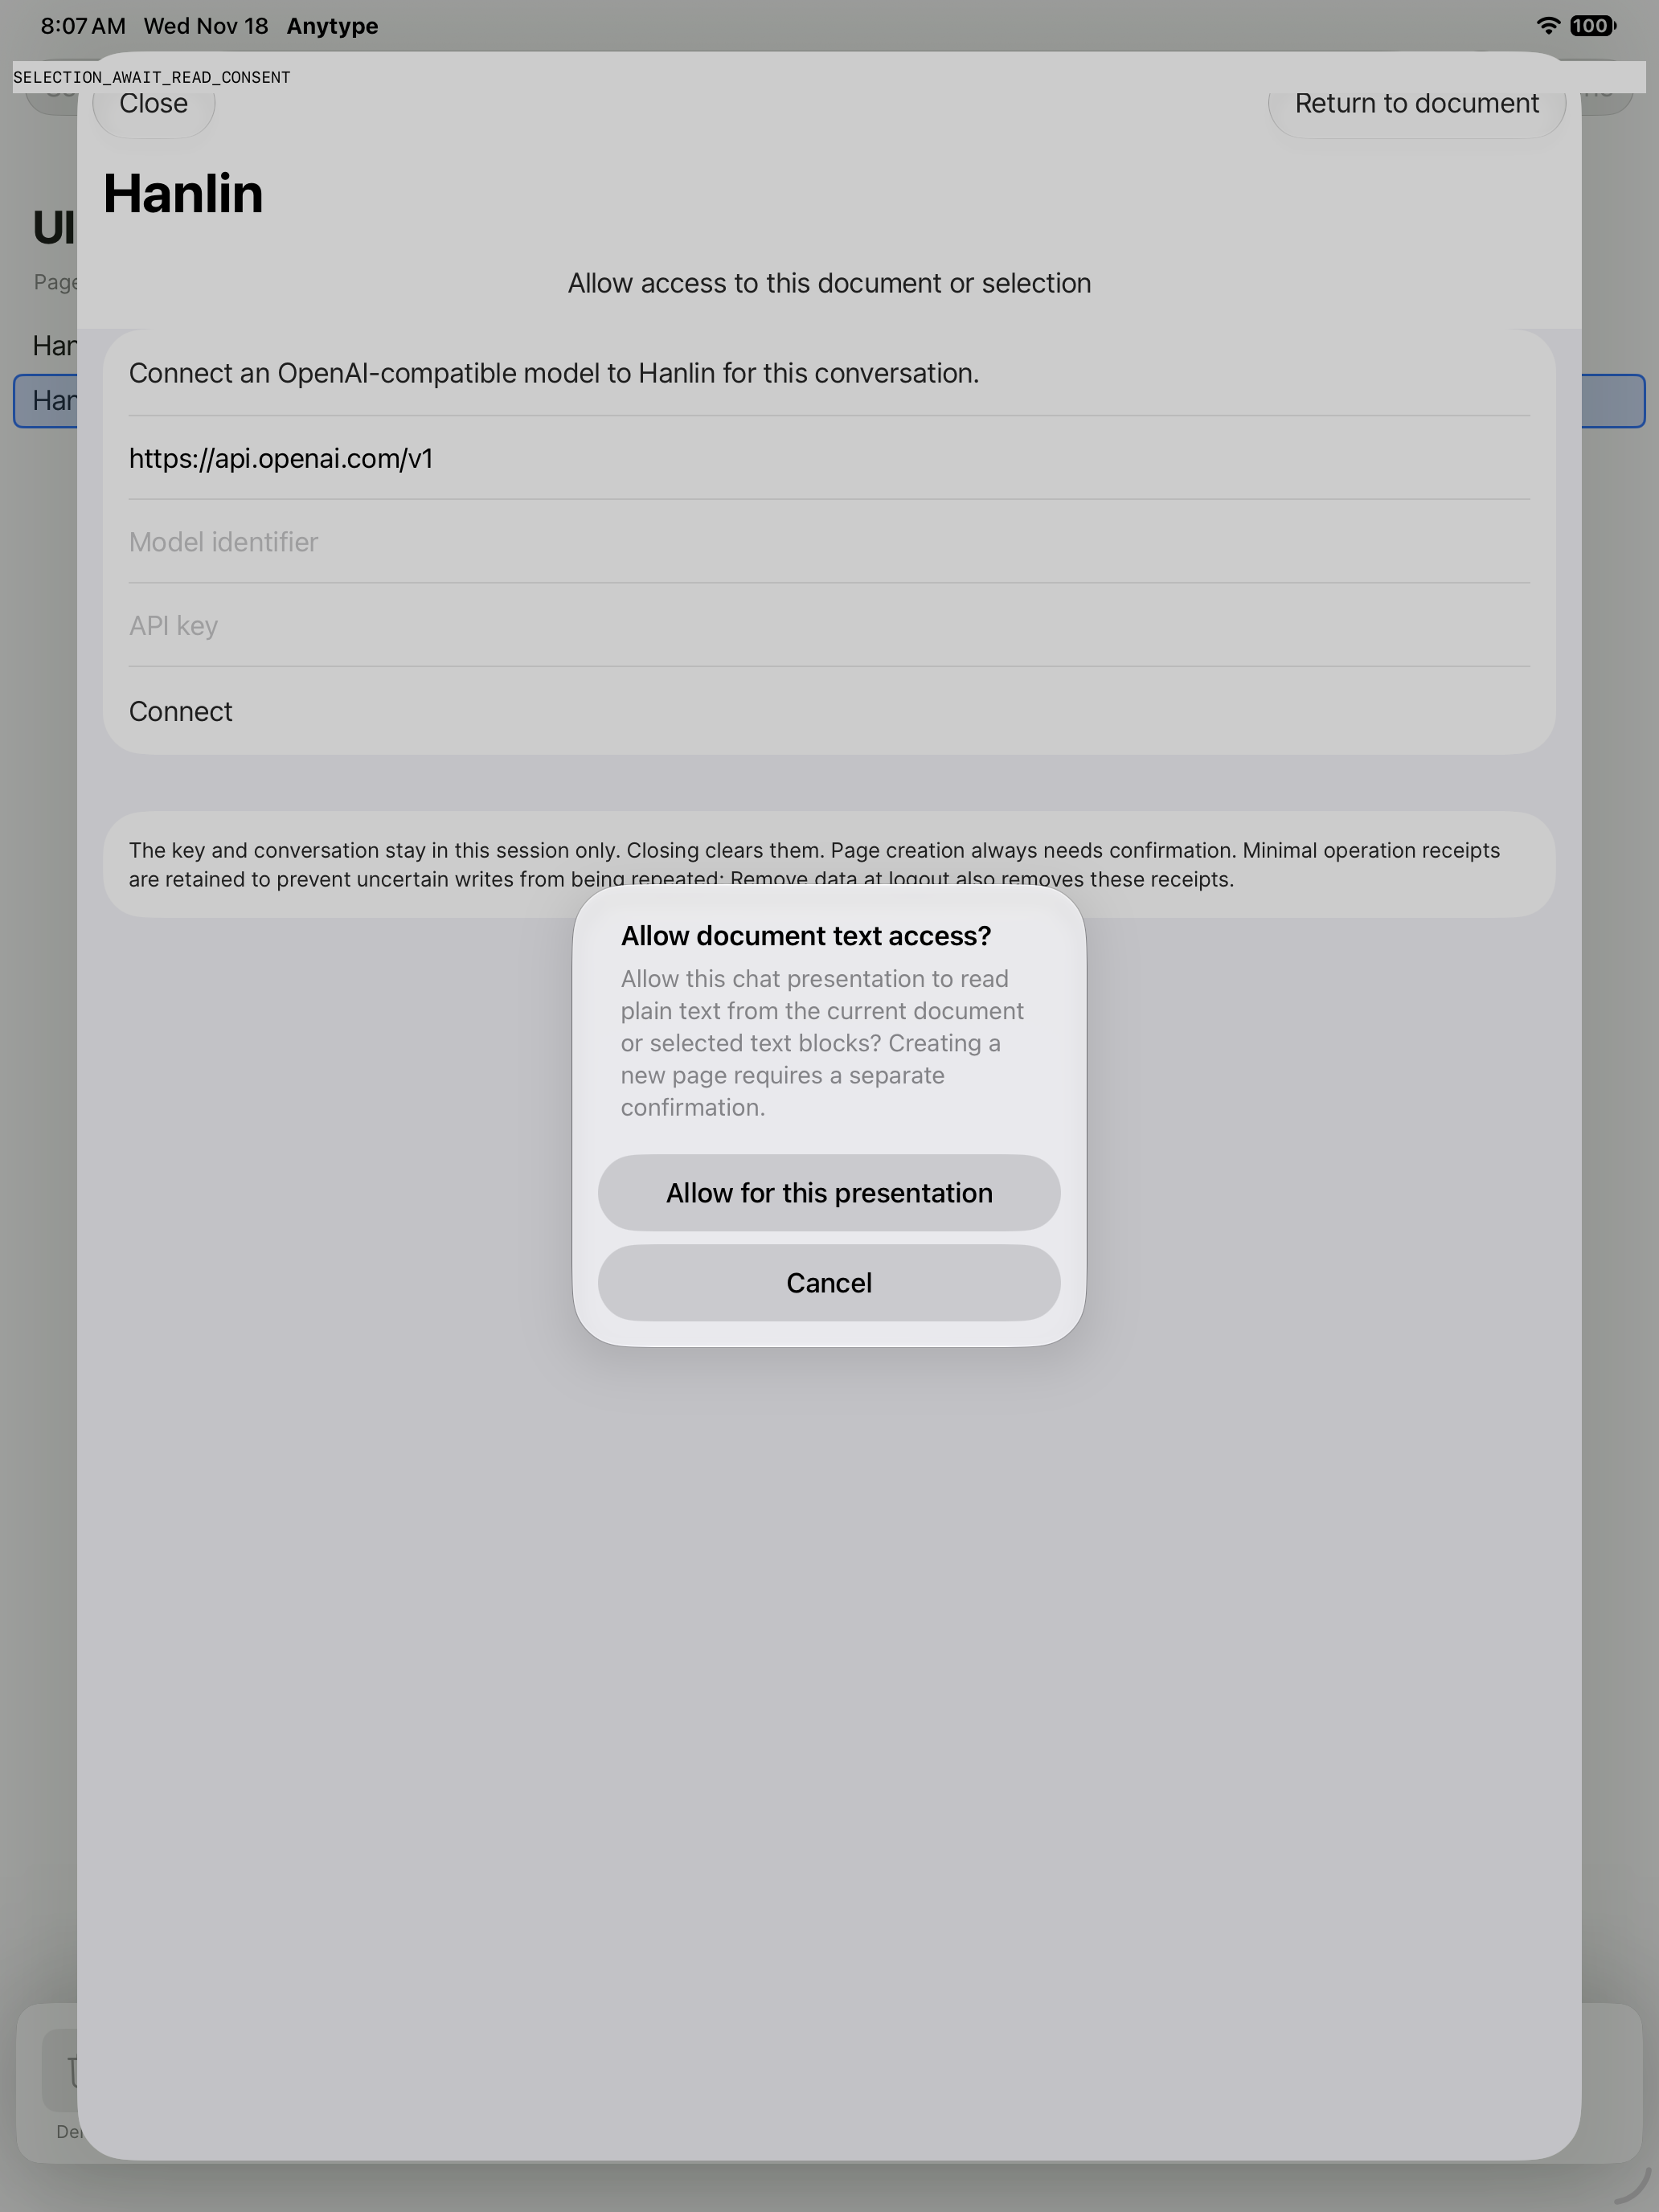 8:07 AM Wed Nov 18 Anytype
100
SELECTION_AWAIT_READ_CONSENT
Close
Return to document
Hanlin
UI
Page
Allow access to this document or selection
Han
Connect an OpenAI-compatible model to Hanlin for this conversation.
Han
https://api.openai.com/v1
Model identifier
API key
Connect
The key and conversation stay in this session only. Closing clears them. Page creation always needs confirmation. Minimal operation receipts
are retained to prevent uncertain writes from being repeated; Remove data at logout also removes these receipts.
Allow document text access?
Allow this chat presentation to read
plain text from the current document
or selected text blocks? Creating a
new page requires a separate
confirmation.
Allow for this presentation
Cancel